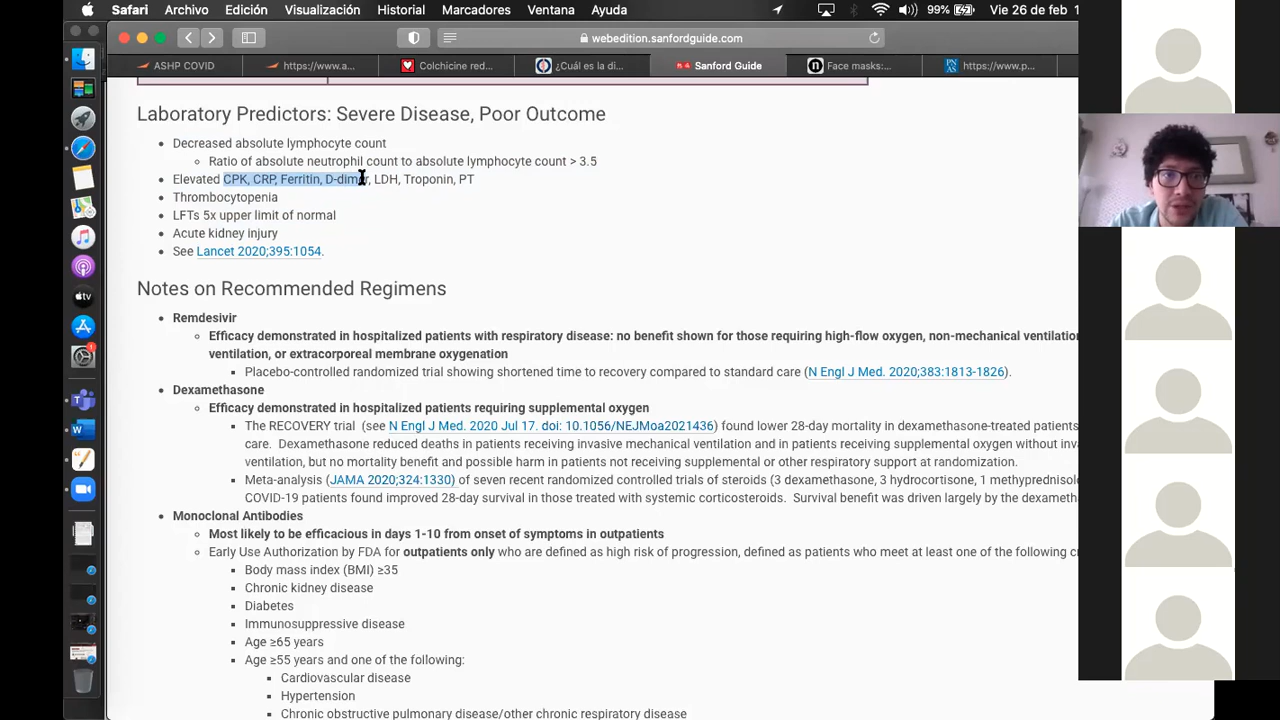 Safari Archivo Edición Visualización Historial Marcadores Ventana Ayuda 99% Vie 26 de feb 1
webedition.sanfordguide.com
ASHP COVID https://www.a... Colchicine red... ¿Cuál es la di... Sanford Guide Face masks:... https://www.p...
Laboratory Predictors: Severe Disease, Poor Outcome
Decreased absolute lymphocyte count
Ratio of absolute neutrophil count to absolute lymphocyte count > 3.5
Elevated CPK, CRP, Ferritin, D-dimer, LDH, Troponin, PT
Thrombocytopenia
LFTs 5x upper limit of normal
Acute kidney injury
See Lancet 2020;395:1054.
Notes on Recommended Regimens
Remdesivir
Efficacy demonstrated in hospitalized patients with respiratory disease: no benefit shown for those requiring high-flow oxygen, non-mechanical ventilation
ventilation, or extracorporeal membrane oxygenation
Placebo-controlled randomized trial showing shortened time to recovery compared to standard care (N Engl J Med. 2020;383:1813-1826).
Dexamethasone
Efficacy demonstrated in hospitalized patients requiring supplemental oxygen
The RECOVERY trial (see N Engl J Med. 2020 Jul 17. doi: 10.1056/NEJMoa2021436) found lower 28-day mortality in dexamethasone-treated patients
care. Dexamethasone reduced deaths in patients receiving invasive mechanical ventilation and in patients receiving supplemental oxygen without inva
ventilation, but no mortality benefit and possible harm in patients not receiving supplemental or other respiratory support at randomization.
Meta-analysis (JAMA 2020;324:1330) of seven recent randomized controlled trials of steroids (3 dexamethasone, 3 hydrocortisone, 1 methyprednisol
COVID-19 patients found improved 28-day survival in those treated with systemic corticosteroids. Survival benefit was driven largely by the dexameth
Monoclonal Antibodies
Most likely to be efficacious in days 1-10 from onset of symptoms in outpatients
Early Use Authorization by FDA for outpatients only who are defined as high risk of progression, defined as patients who meet at least one of the following c
Body mass index (BMI) ≥35
Chronic kidney disease
Diabetes
Immunosuppressive disease
Age ≥65 years
Age ≥55 years and one of the following:
Cardiovascular disease
Hypertension
Chronic obstructive pulmonary disease/other chronic respiratory disease